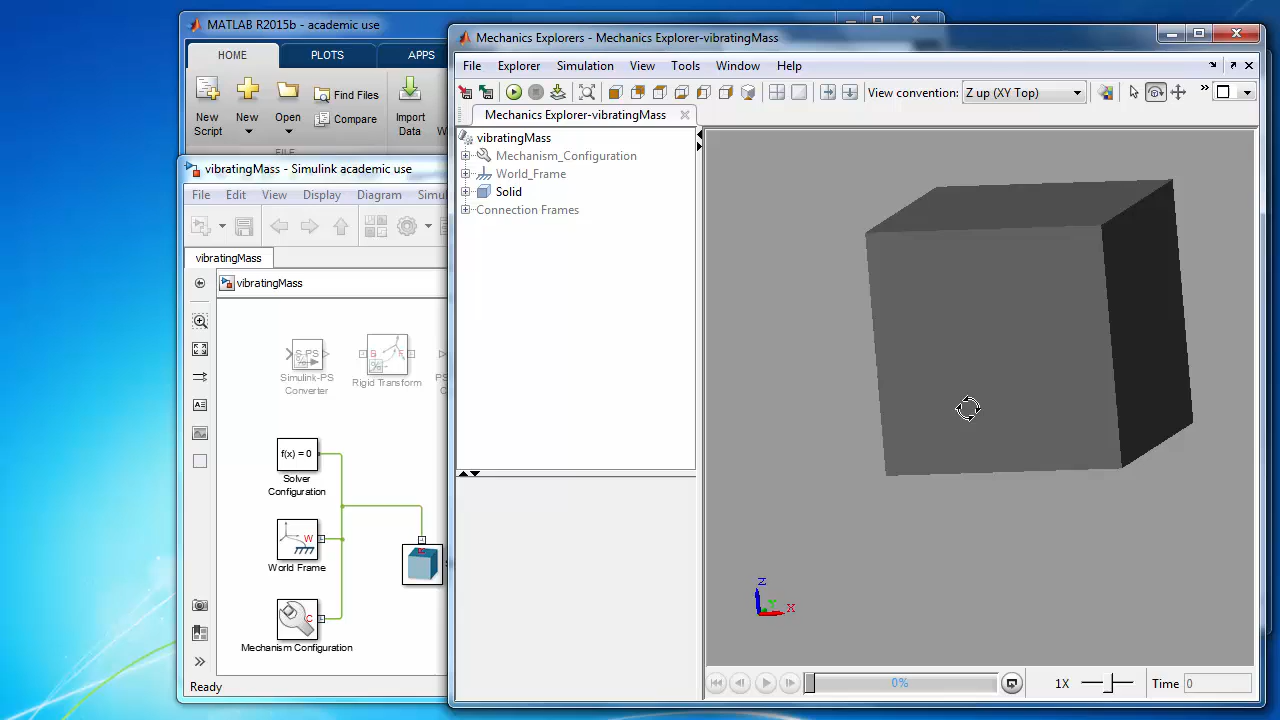 MATLAB R2015b - academic use
HOME
PLOTS
APPS
New
Script
New
Open
Find Files
Compare
Import
Data
FILE
vibratingMass - Simulink academic use
File
Edit
View
Display
Diagram
vibratingMass
vibratingMass
S PS
Simulink-PS
Converter
B
F
Rigid Transform
f(x) = 0
Solver
Configuration
W
World Frame
C
Mechanism Configuration
Ready
Mechanics Explorers - Mechanics Explorer-vibratingMass
File
Explorer
Simulation
View
Tools
Window
Help
View convention:
Z up (XY Top)
Mechanics Explorer-vibratingMass
vibratingMass
Mechanism_Configuration
World_Frame
Solid
Connection Frames
Z
Y
X
0%
1X
Time
0